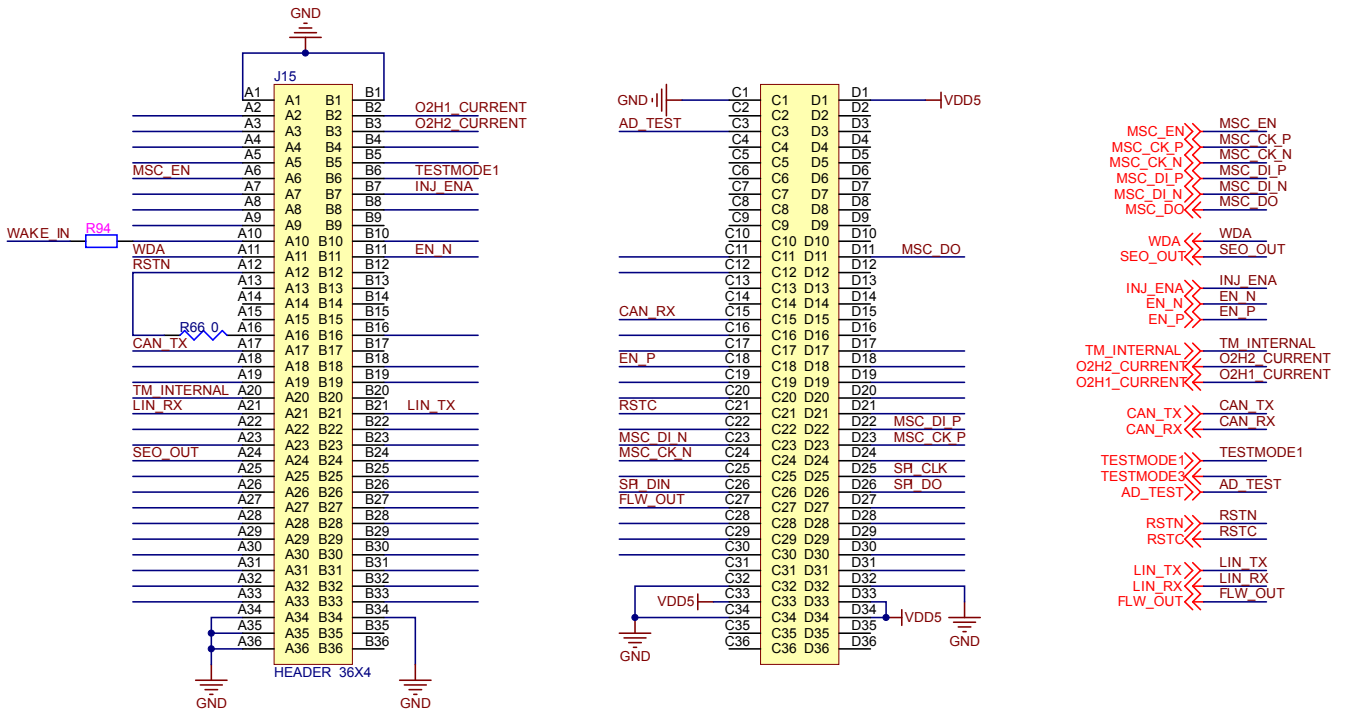 GND
J15
A1 A1 B1 B1
A2 A2 B2 B2 O2H1_CURRENT
A3 A3 B3 B3 O2H2_CURRENT
A4 A4 B4 B4
A5 A5 B5 B5
MSC_EN A6 A6 B6 B6 TESTMODE1
A7 A7 B7 B7 INJ_ENA
A8 A8 B8 B8
A9 A9 B9 B9
WAKE_IN R94 A10 A10 B10 B10
WDA A11 A11 B11 B11 EN_N
RSTN A12 A12 B12 B12
A13 A13 B13 B13
A14 A14 B14 B14
A15 A15 B15 B15
R66 0 A16 A16 B16 B16
CAN_TX A17 A17 B17 B17
A18 A18 B18 B18
A19 A19 B19 B19
TM_INTERNAL A20 A20 B20 B20
LIN_RX A21 A21 B21 B21 LIN_TX
A22 A22 B22 B22
A23 A23 B23 B23
SEO_OUT A24 A24 B24 B24
A25 A25 B25 B25
A26 A26 B26 B26
A27 A27 B27 B27
A28 A28 B28 B28
A29 A29 B29 B29
A30 A30 B30 B30
A31 A31 B31 B31
A32 A32 B32 B32
A33 A33 B33 B33
A34 A34 B34 B34
A35 A35 B35 B35
A36 A36 B36 B36
HEADER 36X4
GND GND
GND C1 C1 D1 D1 VDD5
C2 C2 D2 D2
AD_TEST C3 C3 D3 D3
C4 C4 D4 D4
C5 C5 D5 D5
C6 C6 D6 D6
C7 C7 D7 D7
C8 C8 D8 D8
C9 C9 D9 D9
C10 C10 D10 D10
C11 C11 D11 D11 MSC_DO
C12 C12 D12 D12
C13 C13 D13 D13
C14 C14 D14 D14
CAN_RX C15 C15 D15 D15
C16 C16 D16 D16
C17 C17 D17 D17
EN_P C18 C18 D18 D18
C19 C19 D19 D19
C20 C20 D20 D20
RSTC C21 C21 D21 D21
C22 C22 D22 D22 MSC_DI_P
MSC_DI_N C23 C23 D23 D23 MSC_CK_P
MSC_CK_N C24 C24 D24 D24
C25 C25 D25 D25 SPI_CLK
SPI_DIN C26 C26 D26 D26 SPI_DO
FLW_OUT C27 C27 D27 D27
C28 C28 D28 D28
C29 C29 D29 D29
C30 C30 D30 D30
C31 C31 D31 D31
C32 C32 D32 D32
VDD5 C33 C33 D33 D33
C34 C34 D34 D34 VDD5
C35 C35 D35 D35
C36 C36 D36 D36
GND GND
MSC_EN MSC_EN
MSC_CK_P MSC_CK_P
MSC_CK_N MSC_CK_N
MSC_DI_P MSC_DI_P
MSC_DI_N MSC_DI_N
MSC_DO MSC_DO
WDA WDA
SEO_OUT SEO_OUT
INJ_ENA INJ_ENA
EN_N EN_N
EN_P EN_P
TM_INTERNAL TM_INTERNAL
O2H2_CURRENT O2H2_CURRENT
O2H1_CURRENT O2H1_CURRENT
CAN_TX CAN_TX
CAN_RX CAN_RX
TESTMODE1 TESTMODE1
TESTMODE3
AD_TEST AD_TEST
RSTN RSTN
RSTC RSTC
LIN_TX LIN_TX
LIN_RX LIN_RX
FLW_OUT FLW_OUT